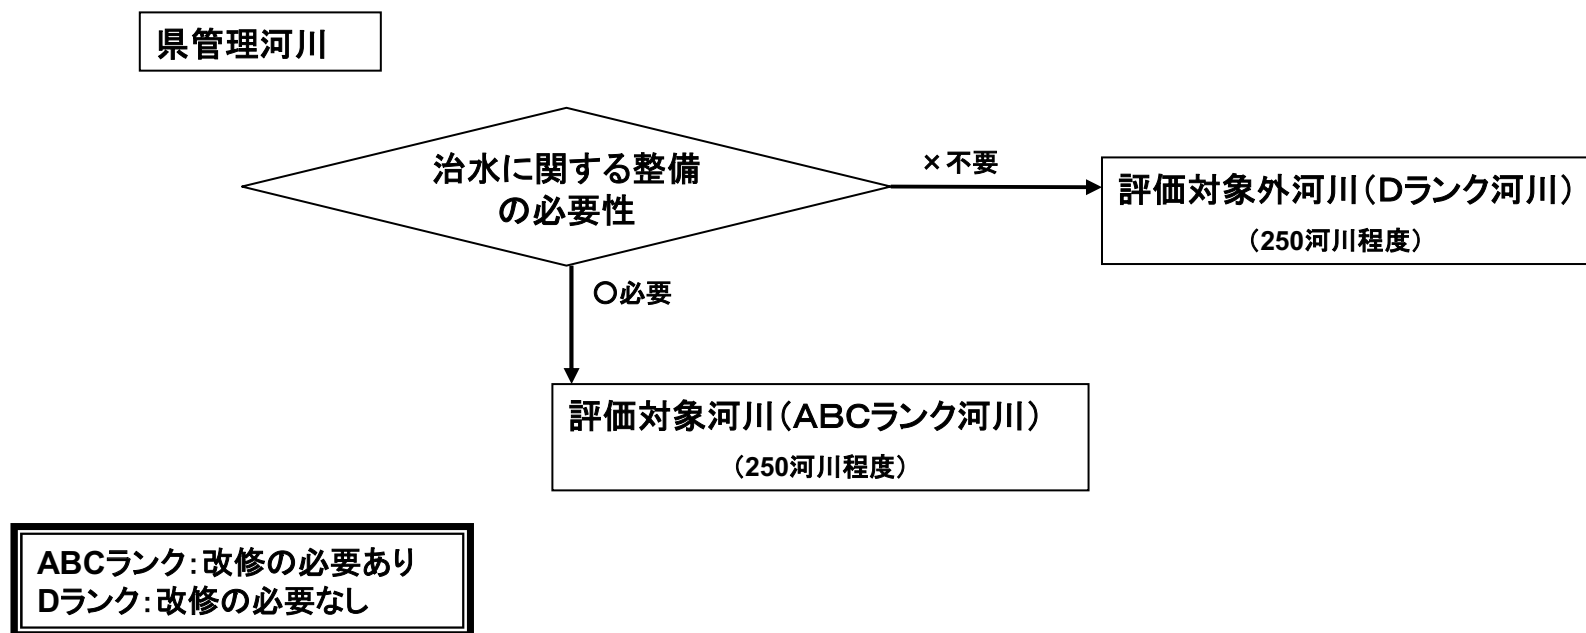 県管理河川
治水に関する整備
の必要性
×不要
評価対象外河川（Dランク河川）
（250河川程度）
〇必要
評価対象河川（ABCランク河川）
（250河川程度）
ABCランク：改修の必要あり
Dランク：改修の必要なし